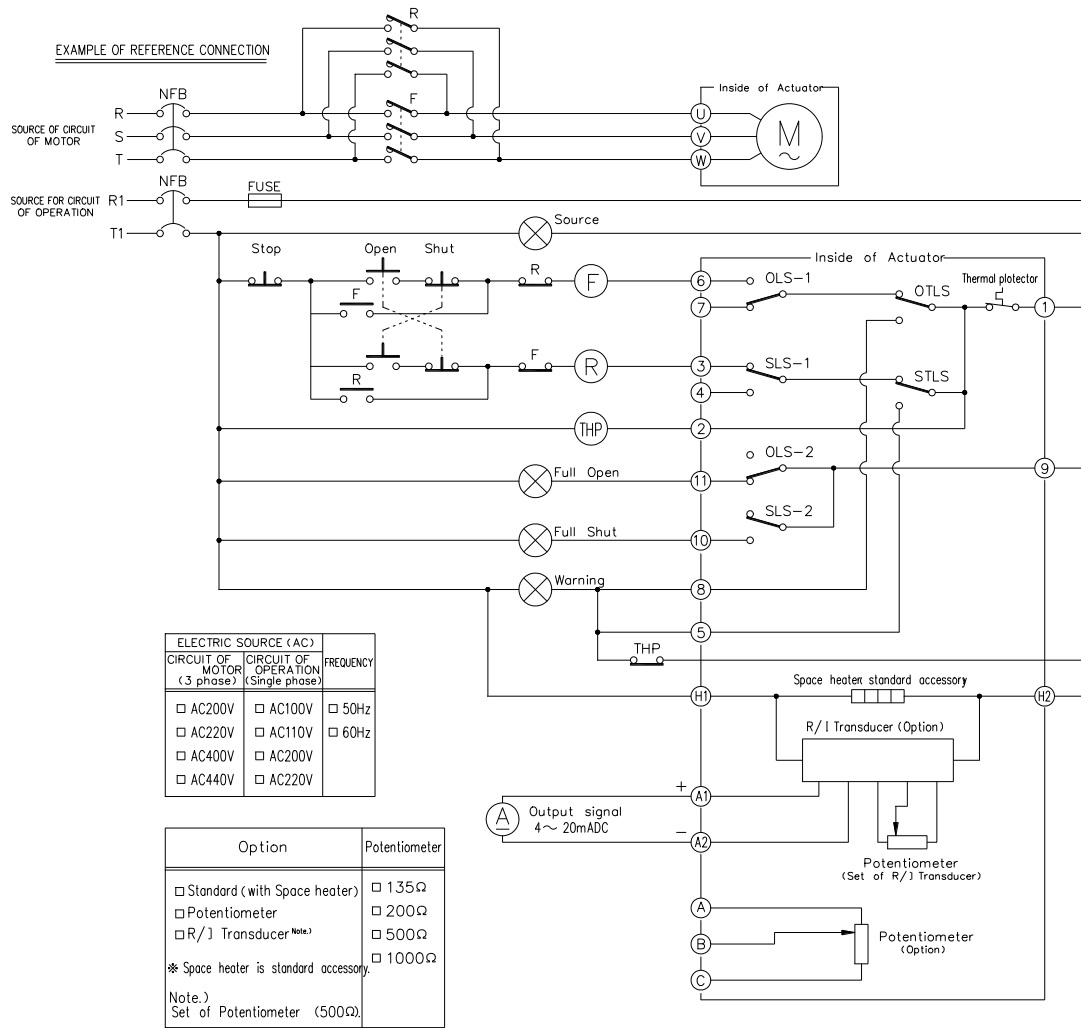 EXAMPLE OF REFERENCE CONNECTION
R
NFB
F
Inside of Actuator
SOURCE OF CIRCUIT
OF MOTOR
R
S
T
U
V
W
M
NFB
FUSE
SOURCE FOR CIRCUIT
OF OPERATION
R1
T1
Source
Stop
Open
Shut
R
F
F
Inside of Actuator
6
OLS-1
7
OTLS
Thermal plotector
1
F
R
R
3
SLS-1
4
STLS
R
THP
2
OLS-2
Full Open
11
9
SLS-2
Full Shut
10
Warning
8
5
THP
ELECTRIC SOURCE (AC)
CIRCUIT OF
MOTOR
(3 phase)
CIRCUIT OF
OPERATION
(Single phase)
FREQUENCY
□ AC200V □ AC100V □ 50Hz
□ AC220V □ AC110V □ 60Hz
□ AC400V □ AC200V
□ AC440V □ AC220V
H1
Space heater: standard accessory
H2
R/I Transducer (Option)
+
A1
A
Output signal
4~ 20mADC
−
A2
Potentiometer
(Set of R/J Transducer)
Option Potentiometer
□ Standard (with Space heater) □ 135Ω
□ Potentiometer □ 200Ω
□ R/J Transducer Note.) □ 500Ω
□ 1000Ω
※ Space heater is standard accessory.
Note.)
Set of Potentiometer (500Ω).
A
B
C
Potentiometer
(Option)